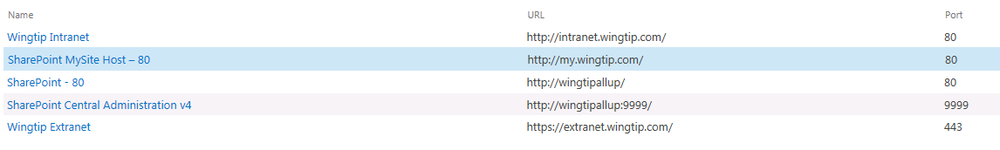 Name URL Port
Wingtip Intranet http://intranet.wingtip.com/ 80
SharePoint MySite Host – 80 http://my.wingtip.com/ 80
SharePoint - 80 http://wingtipallup/ 80
SharePoint Central Administration v4 http://wingtipallup:9999/ 9999
Wingtip Extranet https://extranet.wingtip.com/ 443